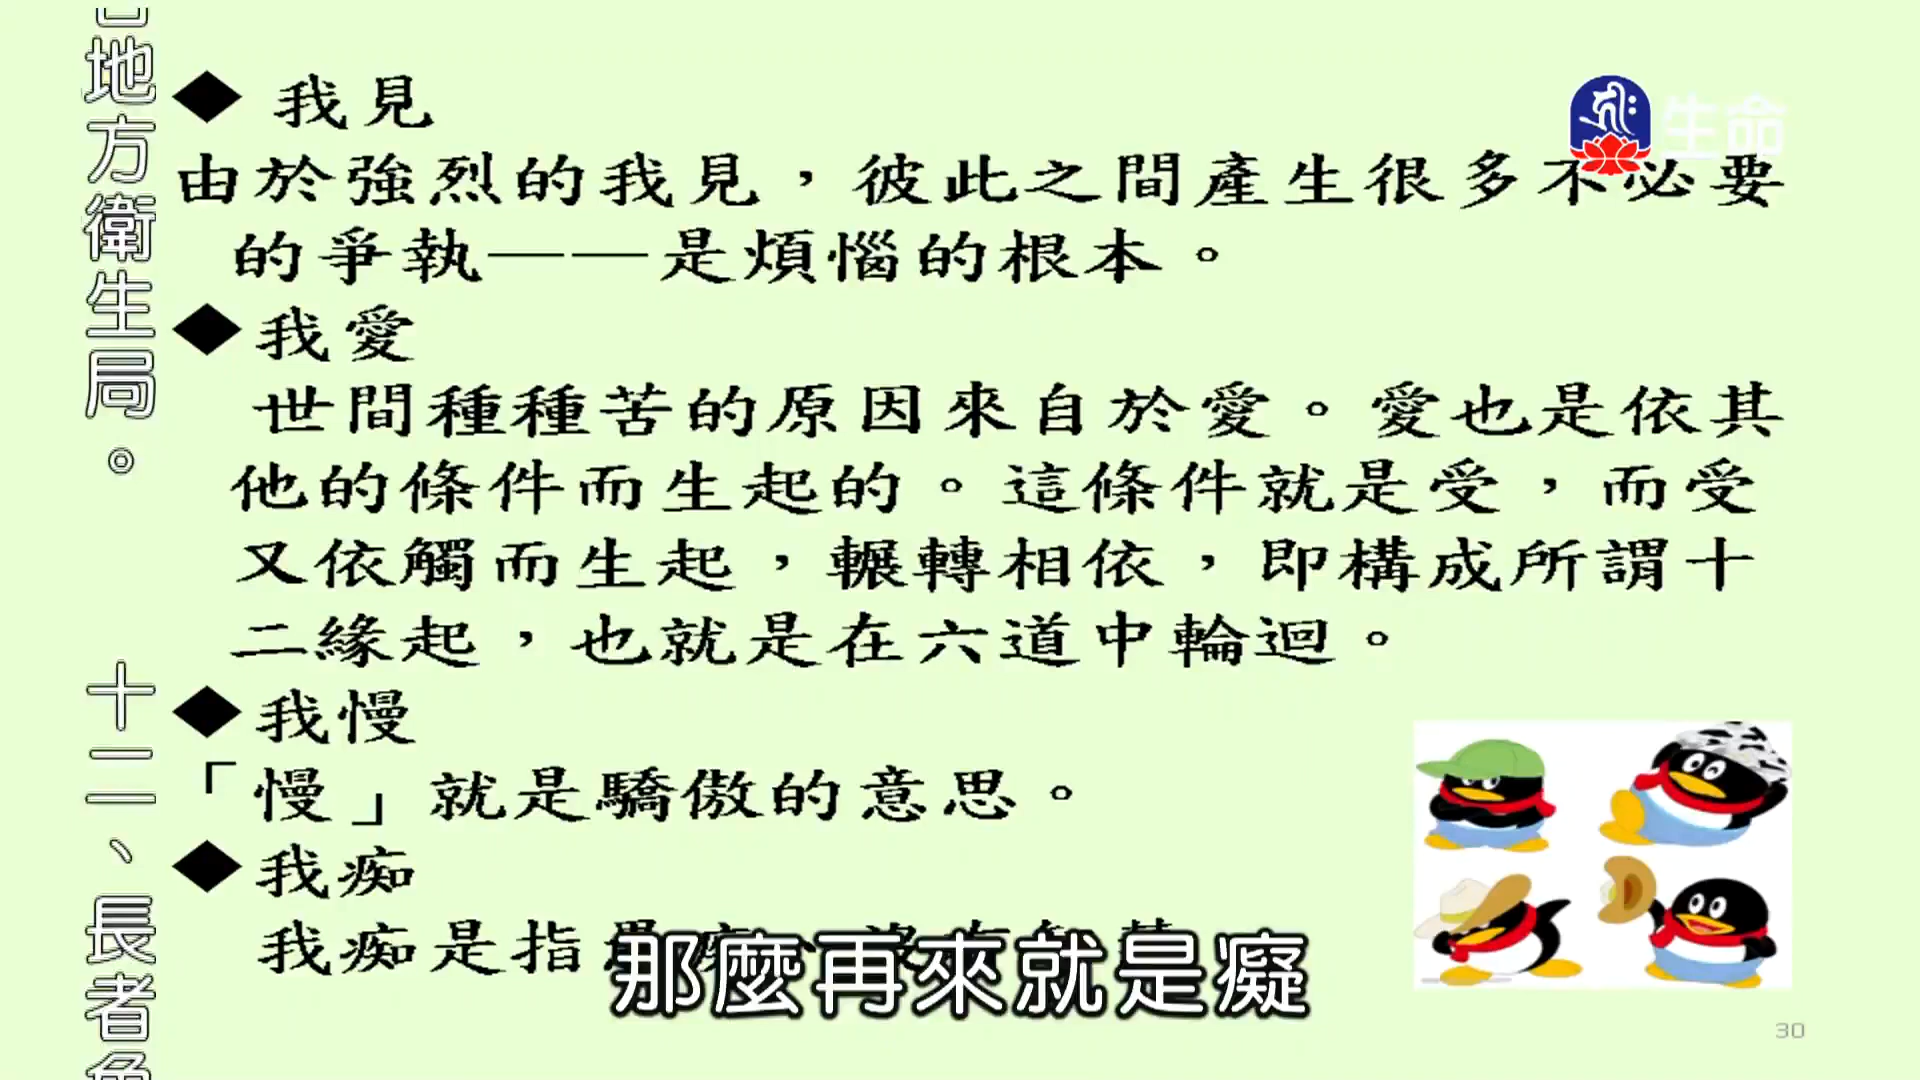 地方衛生局。
十二、長者
◆ 我見
由於強烈的我見，彼此之間產生很多不必要
的爭執——是煩惱的根本。
◆我愛
世間種種苦的原因來自於愛。愛也是依其
他的條件而生起的。這條件就是受，而受
又依觸而生起，輾轉相依，即構成所謂十
二緣起，也就是在六道中輪迴。
◆我慢
「慢」就是驕傲的意思。
◆我痴
我痴是指
那麼再來就是癡
生命
30